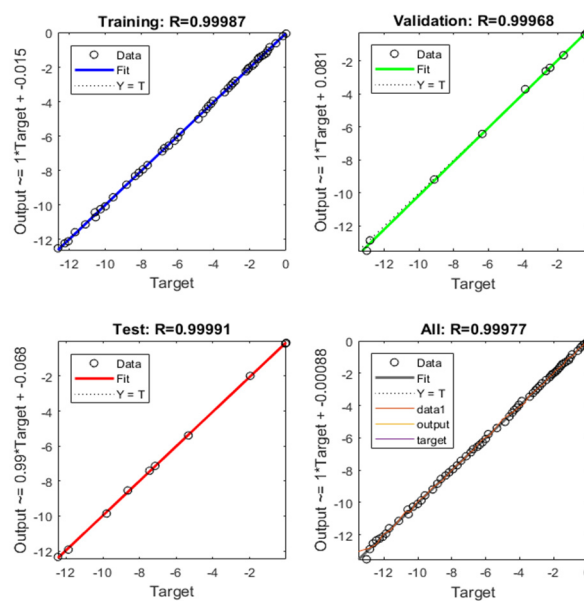 Training: R=0.99987
Output ~= 1*Target + -0.015
0
-2
-4
-6
-8
-10
-12
Data
Fit
Y = T
-12 -10 -8 -6 -4 -2 0
Target
Validation: R=0.99968
Output ~= 1*Target + 0.081
0
-2
-4
-6
-8
-10
-12
Data
Fit
Y = T
-12 -10 -8 -6 -4 -2
Target
Test: R=0.99991
Output ~= 0.99*Target + -0.068
-2
-4
-6
-8
-10
-12
Data
Fit
Y = T
-12 -10 -8 -6 -4 -2
Target
All: R=0.99977
Output ~= 1*Target + -0.00088
0
-2
-4
-6
-8
-10
-12
Data
Fit
Y = T
data1
output
target
-12 -10 -8 -6 -4 -2
Target